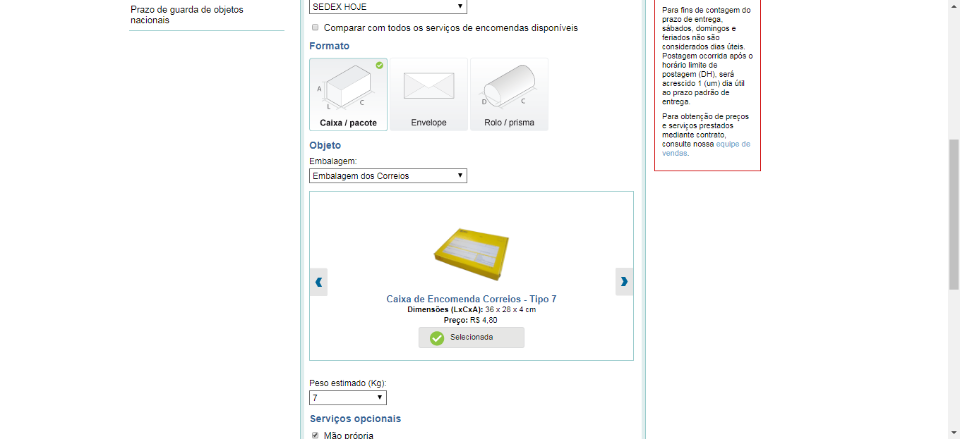 Prazo de guarda de objetos
nacionais
SEDEX HOJE
Comparar com todos os serviços de encomendas disponíveis
Formato
A
L
C
Caixa / pacote
Envelope
D
C
Rolo / prisma
Objeto
Embalagem:
Embalagem dos Correios
Caixa de Encomenda Correios - Tipo 7
Dimensões (LxCxA): 36 x 28 x 4 cm
Preço: R$ 4,80
Selecionada
Peso estimado (Kg):
7
Serviços opcionais
Mão própria
Para fins de contagem do
prazo de entrega,
sábados, domingos e
feriados não são
considerados dias úteis.
Postagem ocorrida após o
horário limite de
postagem (DH), será
acrescido 1 (um) dia útil
ao prazo padrão de
entrega.
Para obtenção de preços
e serviços prestados
mediante contrato,
consulte nossa equipe de
vendas.